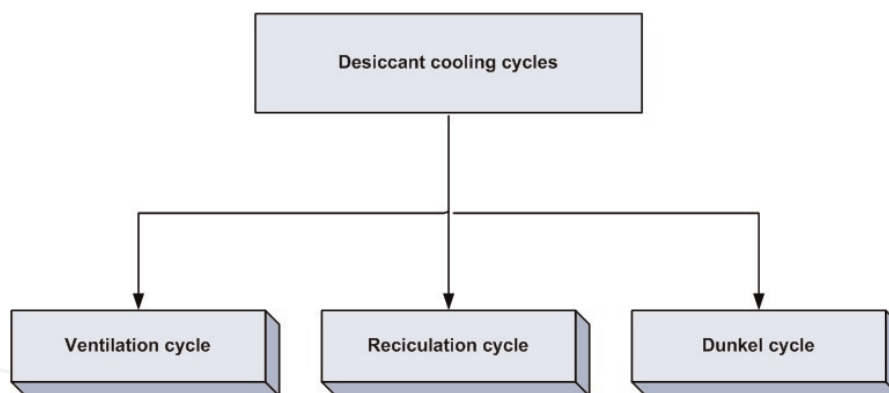 Desiccant cooling cycles
Ventilation cycle
Reciculation cycle
Dunkel cycle